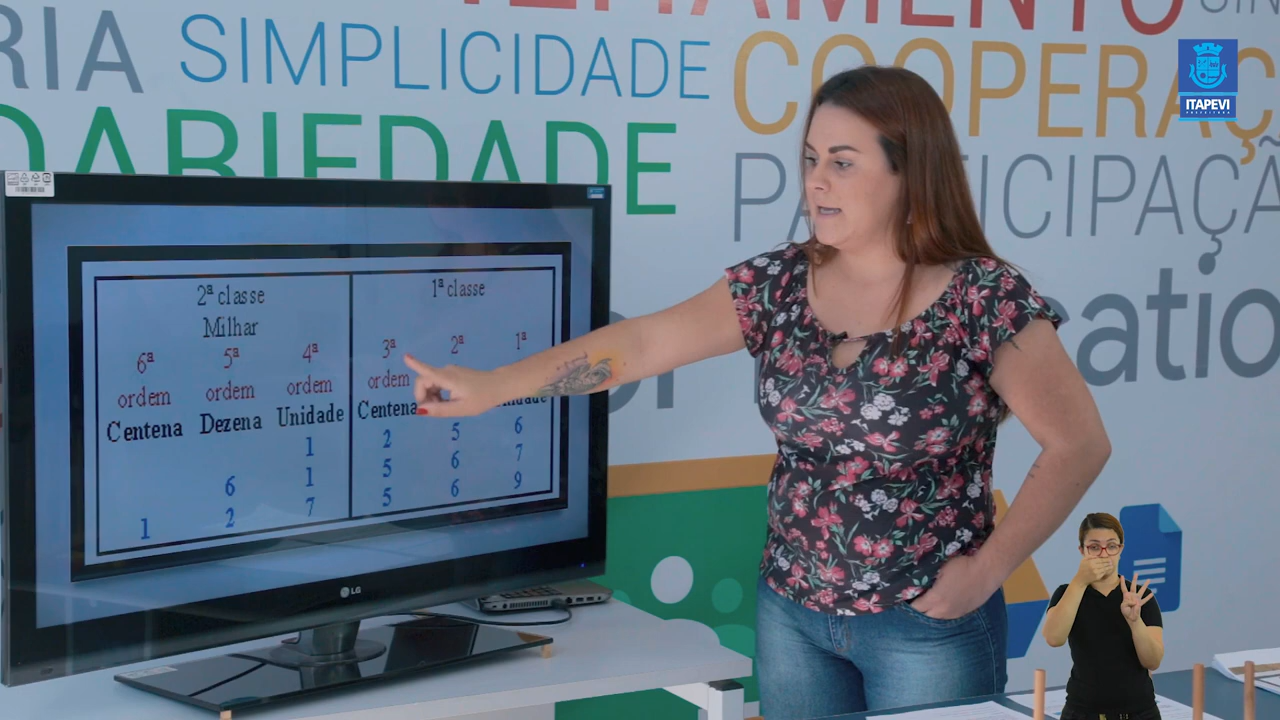 RIA SIMPLICIDADE
COOPERAÇ
DARIEDADE
ITAPEVI
PREFEITURA
2ª classe 1ª classe
Milhar
6ª 5ª 4ª 3ª 2ª 1ª
ordem ordem ordem ordem
Centena Dezena Unidade Centena
1 2 5 6
6 1 5 6 7
1 2 7 5 6 9
LG